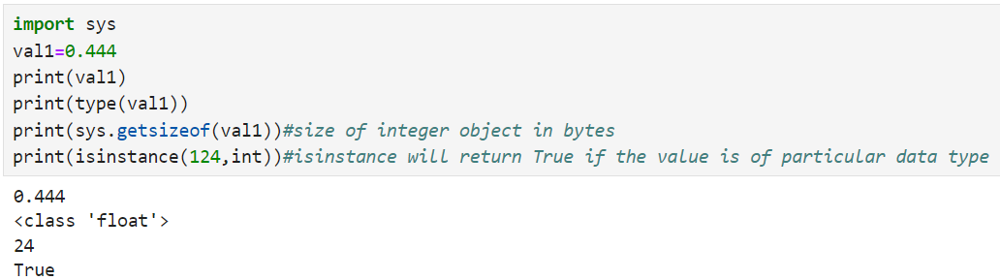 import sys
val1=0.444
print(val1)
print(type(val1))
print(sys.getsizeof(val1))#size of integer object in bytes
print(isinstance(124,int))#isinstance will return True if the value is of particular data type
0.444
<class 'float'>
24
True